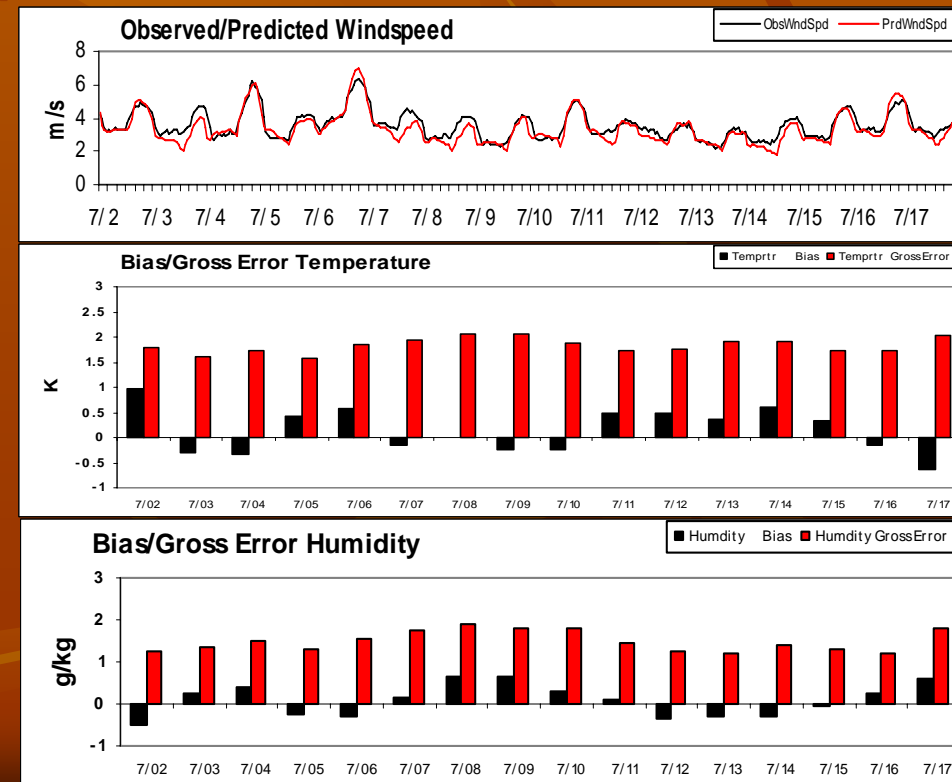 Observed/Predicted Windspeed
ObsWndSpd PrdWndSpd
8
6
4
2
0
m/s
7/ 2 7/ 3 7/ 4 7/ 5 7/ 6 7/ 7 7/ 8 7/ 9 7/10 7/11 7/12 7/13 7/14 7/15 7/16 7/17
Bias/Gross Error Temperature
Temprtr Bias Temprtr GrossError
3
2.5
2
1.5
1
0.5
0
-0.5
-1
K
7/02 7/03 7/04 7/05 7/06 7/07 7/08 7/09 7/10 7/11 7/12 7/13 7/14 7/15 7/16 7/17
Bias/Gross Error Humidity
Humdity Bias Humdity GrossError
3
2
1
0
-1
g/kg
7/02 7/03 7/04 7/05 7/06 7/07 7/08 7/09 7/10 7/11 7/12 7/13 7/14 7/15 7/16 7/17